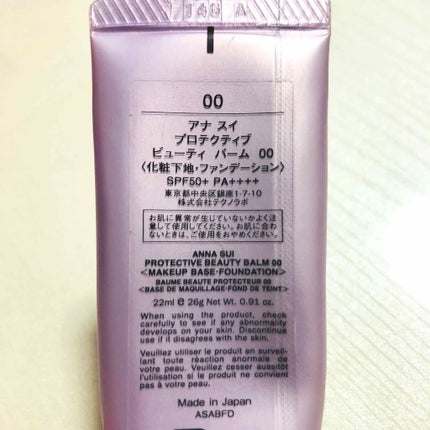 146 A
00
アナ スイ
プロテクティブ
ビューティ バーム 00
〈化粧下地・ファンデーション〉
SPF50+ PA++++
東京都中央区銀座1-7-10
株式会社テクノラボ
お肌に異常が生じていないかよく注
意して使用してください。お肌に合わ
ないときは、ご使用をおやめください。
ANNA SUI
PROTECTIVE BEAUTY BALM 00
<MAKEUP BASE·FOUNDATION>
BAUME BEAUTE PROTECTEUR 00
<BASE DE MAQUILLAGE·FOND DE TEINT>
22ml e 26g Net Wt. 0.91 oz.
When using the product, check
carefully to see if any abnormality
develops on your skin. Discontinue
use if it disagrees with the skin.
Veuillez utiliser le produit en surveil-
lant toute réaction anormale de
votre peau. Veuillez cesser aussitôt
l'utilisation si le produit ne convient
pas à votre peau.
Made in Japan
ASABFD